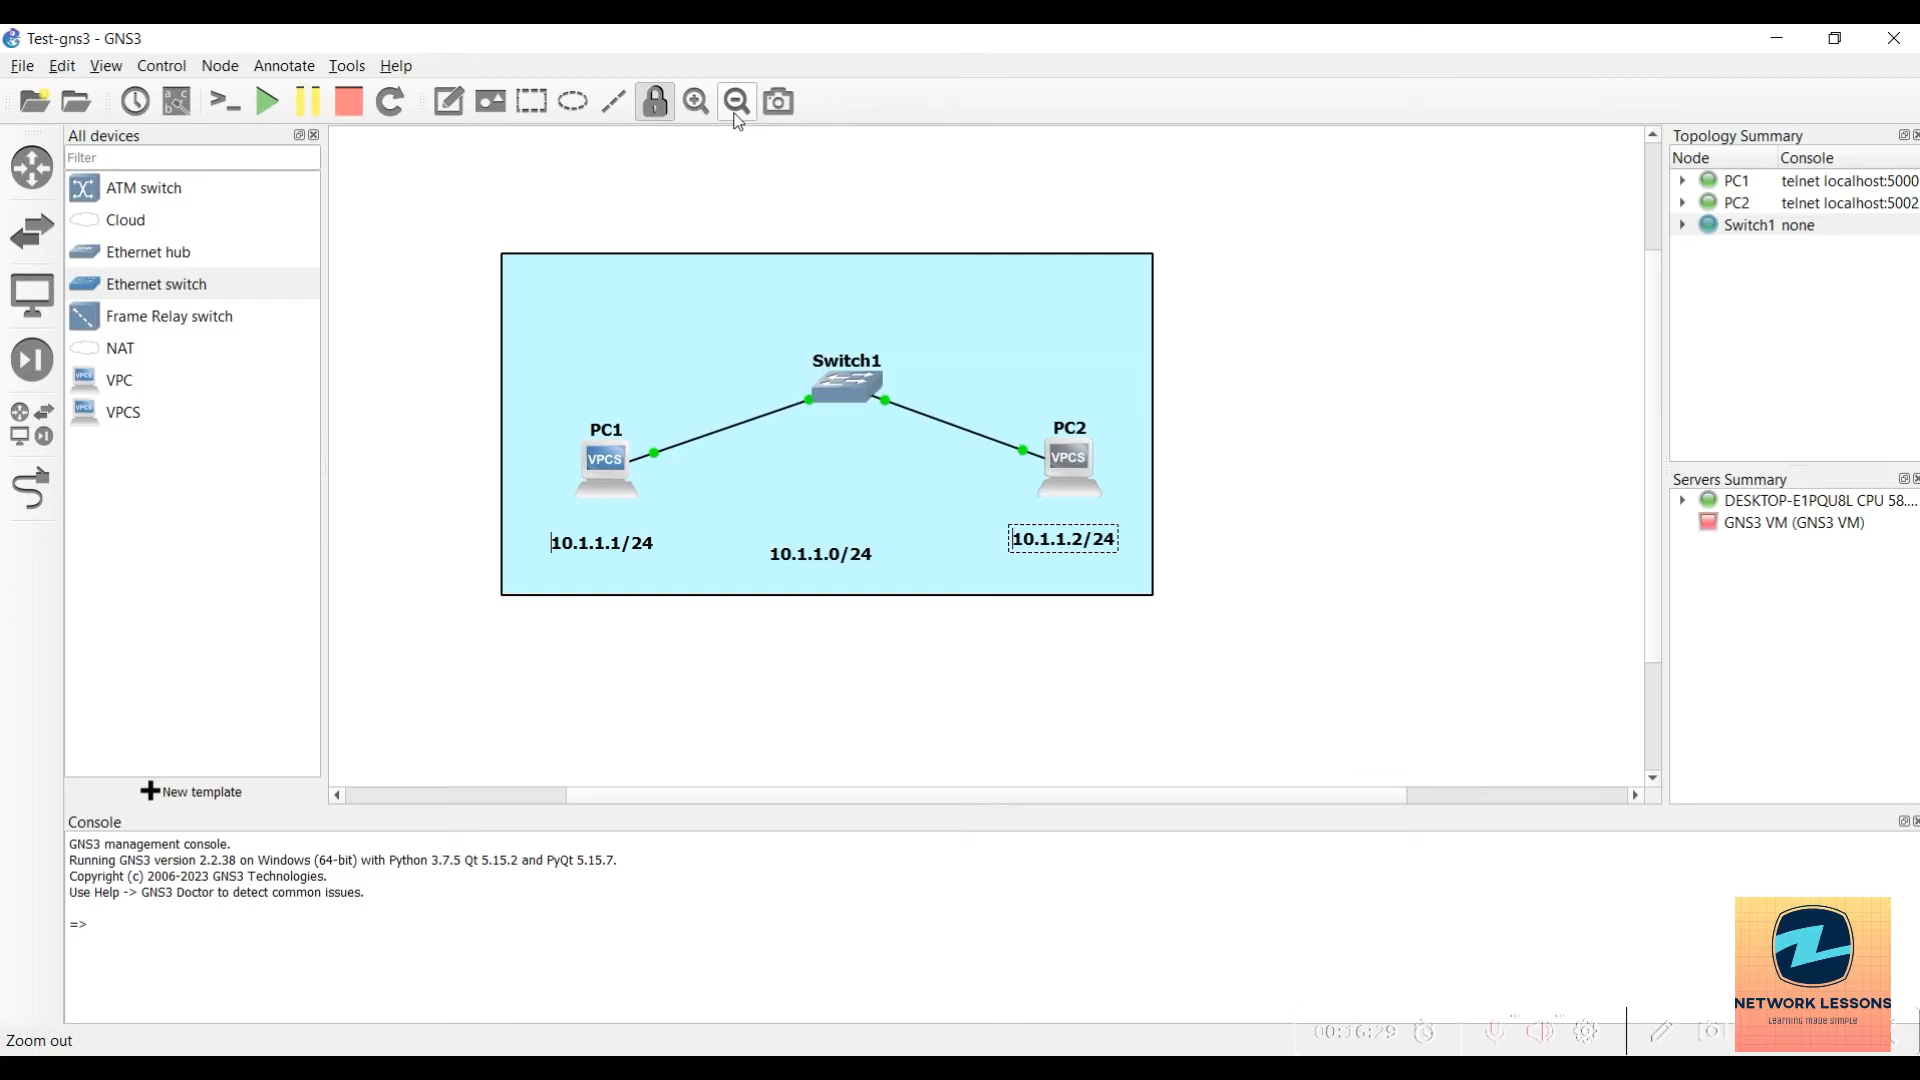 Test-gns3 - GNS3
File Edit View Control Node Annotate Tools Help
All devices
Filter
ATM switch
Cloud
Ethernet hub
Ethernet switch
Frame Relay switch
NAT
VPC
VPCS
New template
Switch1
PC1
VPCS
PC2
VPCS
10.1.1.1/24
10.1.1.0/24
10.1.1.2/24
Topology Summary
Node Console
PC1 telnet localhost:5000
PC2 telnet localhost:5002
Switch1 none
Servers Summary
DESKTOP-E1PQU8L CPU 58....
GNS3 VM (GNS3 VM)
Console
GNS3 management console.
Running GNS3 version 2.2.38 on Windows (64-bit) with Python 3.7.5 Qt 5.15.2 and PyQt 5.15.7.
Copyright (c) 2006-2023 GNS3 Technologies.
Use Help -> GNS3 Doctor to detect common issues.
=>
NETWORK LESSONS
Learning made simple
00:16:29
Zoom out